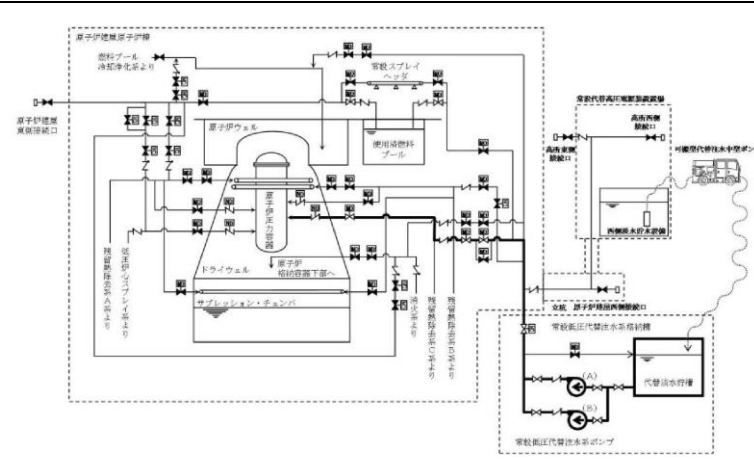 原子炉建屋原子炉棟
燃料プール
冷却浄化系より
常設スプレイ
ヘッダ
原子炉建屋
東側接続口
原子炉ウェル
使用済燃料
プール
原子炉圧力容器
ドライウェル
原子炉
格納容器下部へ
サプレッション・チェンバ
残留熱除去系A系より
低圧炉心スプレイ系より
消火系より
残留熱除去系C系より
残留熱除去系B系より
常設代替高圧電源装置置場
高所東側
接続口
高所西側
接続口
可搬型代替注水中型ポンプ
西側淡水貯水設備
立坑
原子炉建屋西側接続口
常設低圧代替注水系格納槽
(A)
(B)
代替淡水貯槽
常設低圧代替注水系ポンプ